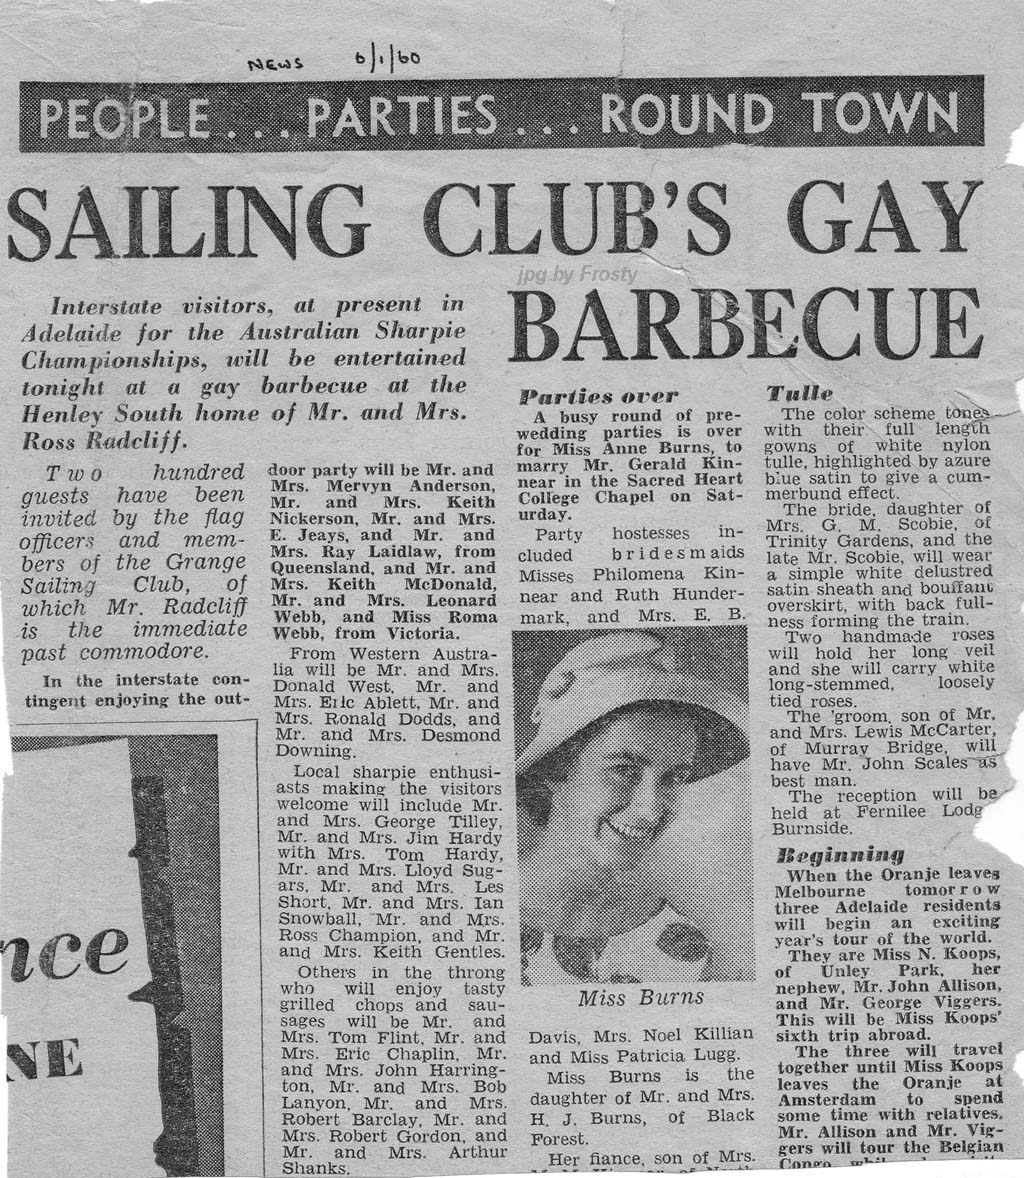 NEWS 6/1/60
PEOPLE ... PARTIES ... ROUND TOWN
SAILING CLUB'S GAY
BARBECUE
jpg.by Frosty
Interstate visitors, at present in
Adelaide for the Australian Sharpie
Championships, will be entertained
tonight at a gay barbecue at the
Henley South home of Mr. and Mrs.
Ross Radcliff.
Two hundred
guests have been
invited by the flag
officers and mem-
bers of the Grange
Sailing Club, of
which Mr. Radcliff
is the immediate
past commodore.
In the interstate con-
tingent enjoying the out-
door party will be Mr. and
Mrs. Mervyn Anderson,
Mr. and Mrs. Keith
Nickerson, Mr. and Mrs.
E. Jeays, and Mr. and
Mrs. Ray Laidlaw, from
Queensland, and Mr. and
Mrs. Keith McDonald,
Mr. and Mrs. Leonard
Webb, and Miss Roma
Webb, from Victoria.
From Western Austra-
lia will be Mr. and Mrs.
Donald West, Mr. and
Mrs. Eric Ablett, Mr. and
Mrs. Ronald Dodds, and
Mr. and Mrs. Desmond
Downing.
Local sharpie enthusi-
asts making the visitors
welcome will include Mr.
and Mrs. George Tilley,
Mr. and Mrs. Jim Hardy
with Mrs. Tom Hardy,
Mr. and Mrs. Lloyd Sug-
ars, Mr. and Mrs. Les
Short, Mr. and Mrs. Ian
Snowball, Mr. and Mrs.
Ross Champion, and Mr.
and Mrs. Keith Gentles.
Others in the throng
who will enjoy tasty
grilled chops and sau-
sages will be Mr. and
Mrs. Tom Flint, Mr. and
Mrs. Eric Chaplin, Mr.
and Mrs. John Harring-
ton, Mr. and Mrs. Bob
Lanyon, Mr. and Mrs.
Robert Barclay, Mr. and
Mrs. Robert Gordon, and
Mr. and Mrs. Arthur
Shanks.
Parties over
A busy round of pre-
wedding parties is over
for Miss Anne Burns, to
marry Mr. Gerald Kin-
near in the Sacred Heart
College Chapel on Sat-
urday.
Party hostesses in-
cluded bridesmaids
Misses Philomena Kin-
near and Ruth Hunder-
mark, and Mrs. E. B.
Miss Burns
Davis, Mrs. Noel Killian
and Miss Patricia Lugg.
Miss Burns is the
daughter of Mr. and Mrs.
H. J. Burns, of Black
Forest.
Her fiance, son of Mrs.
Tulle
The color scheme tones
with their full length
gowns of white nylon
tulle, highlighted by azure
blue satin to give a cum-
merbund effect.
The bride, daughter of
Mrs. G. M. Scobie, of
Trinity Gardens, and the
late Mr. Scobie, will wear
a simple white delustred
satin sheath and bouffant
overskirt, with back full-
ness forming the train.
Two handmade roses
will hold her long veil
and she will carry white
long-stemmed, loosely
tied roses.
The 'groom, son of Mr.
and Mrs. Lewis McCarter,
of Murray Bridge, will
have Mr. John Scales as
best man.
The reception will be
held at Fernilee Lodg
Burnside.
Beginning
When the Oranje leaves
Melbourne tomorrow
three Adelaide residents
will begin an exciting
year's tour of the world.
They are Miss N. Koops,
of Unley Park, her
nephew, Mr. John Allison,
and Mr. George Viggers.
This will be Miss Koops'
sixth trip abroad.
The three will travel
together until Miss Koops
leaves the Oranje at
Amsterdam to spend
some time with relatives.
Mr. Allison and Mr. Vig-
gers will tour the Belgian
Congo
nce
NE